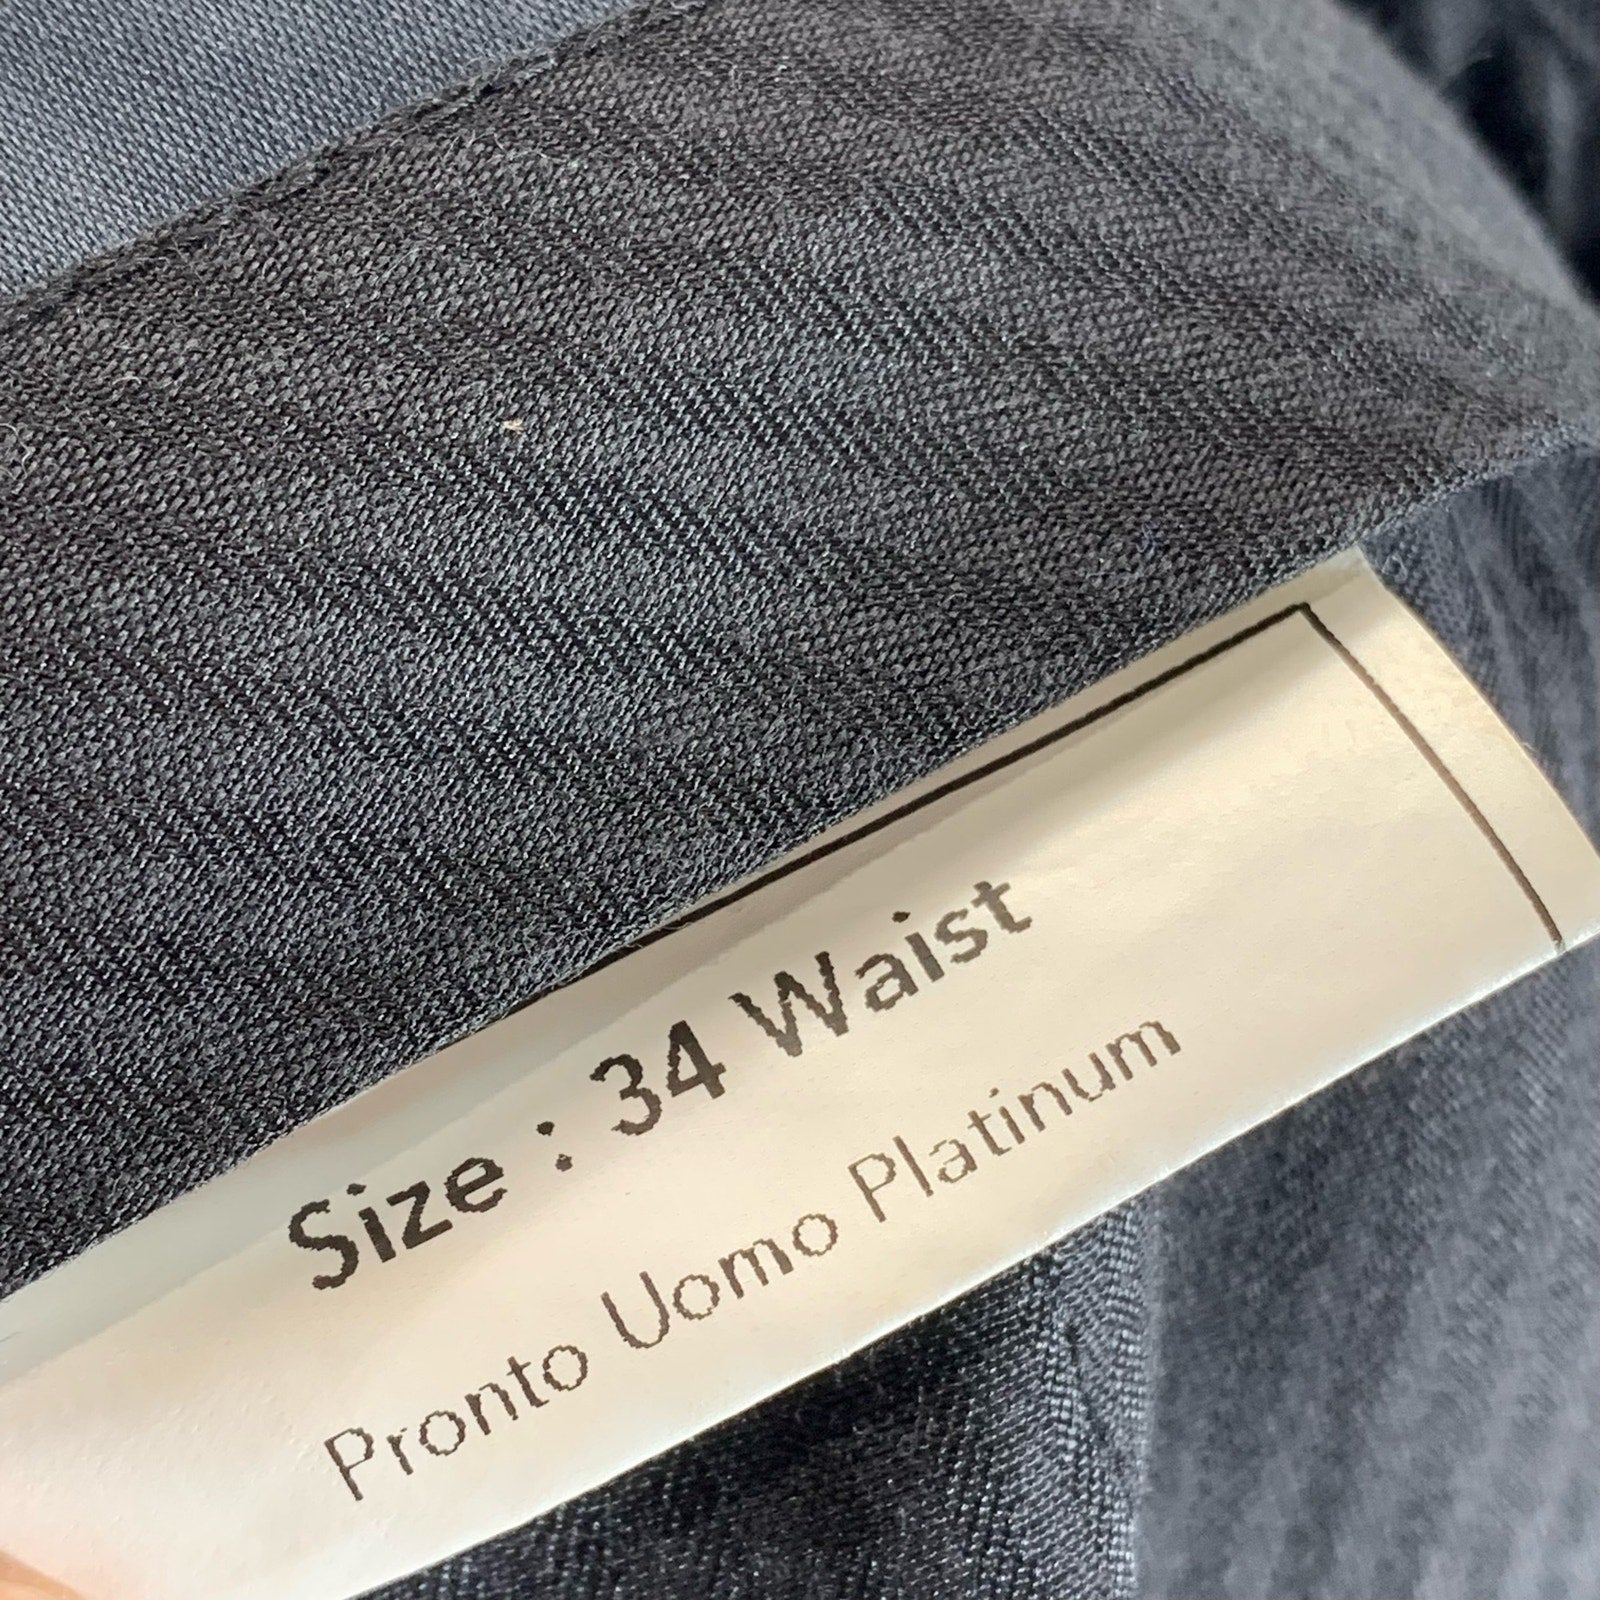 Size : 34 Waist
Pronto Uomo Platinum